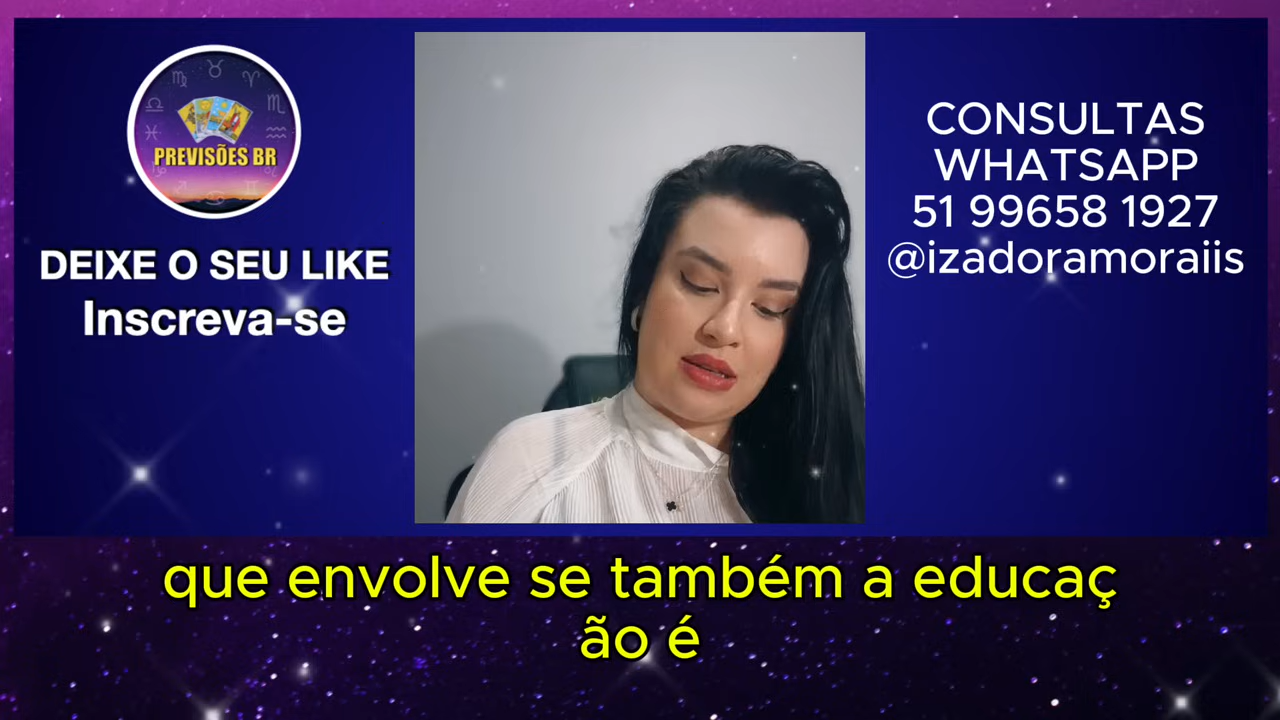 PREVISÕES BR
DEIXE O SEU LIKE
Inscreva-se
CONSULTAS
WHATSAPP
51 99658 1927
@izadoramoraiis
que envolve se também a educaç
ão é